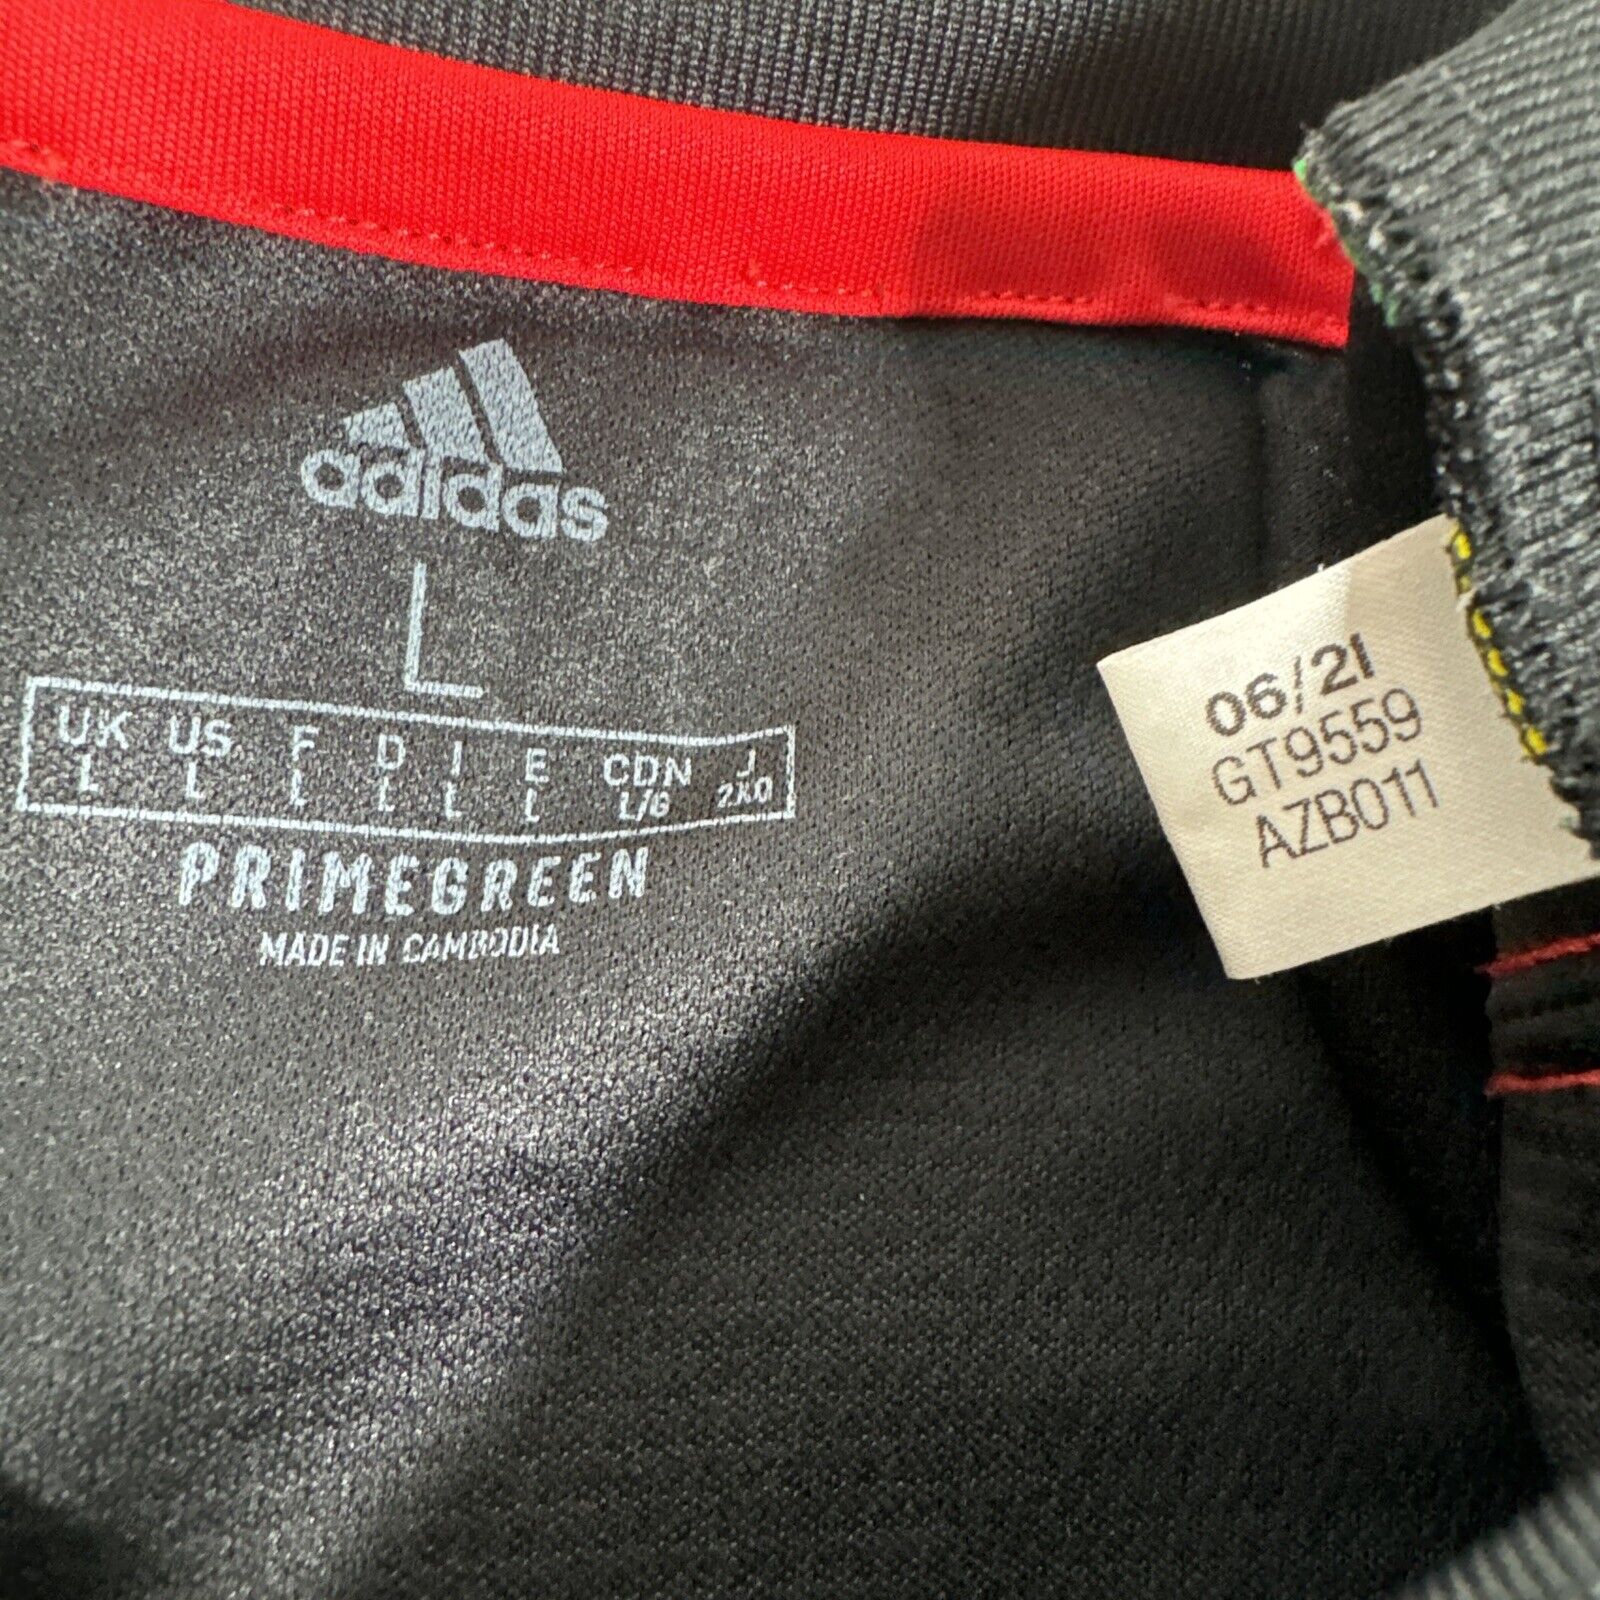 adidas
L
UK US F D I E CDN J
L L L L L L L/G 2XO
PRIMEGREEN
MADE IN CAMBODIA
06/21
GT9559
AZB011